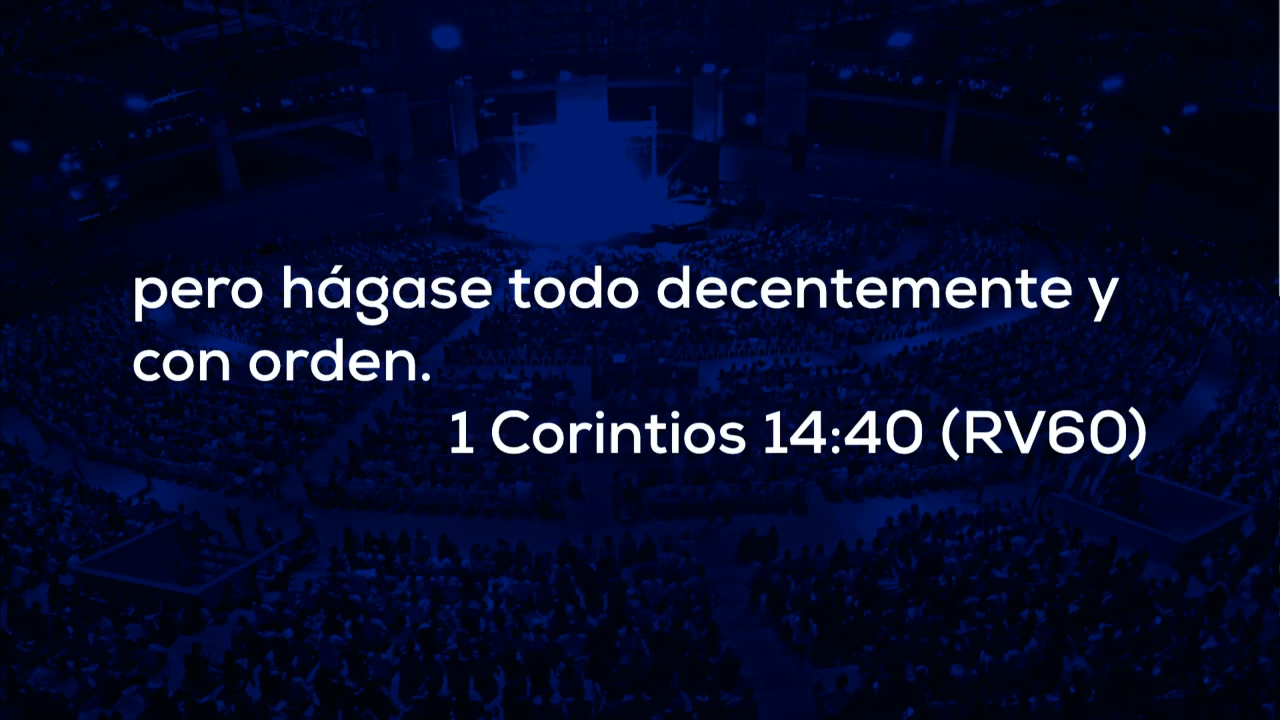 pero hágase todo decentemente y
con orden.
1 Corintios 14:40 (RV60)